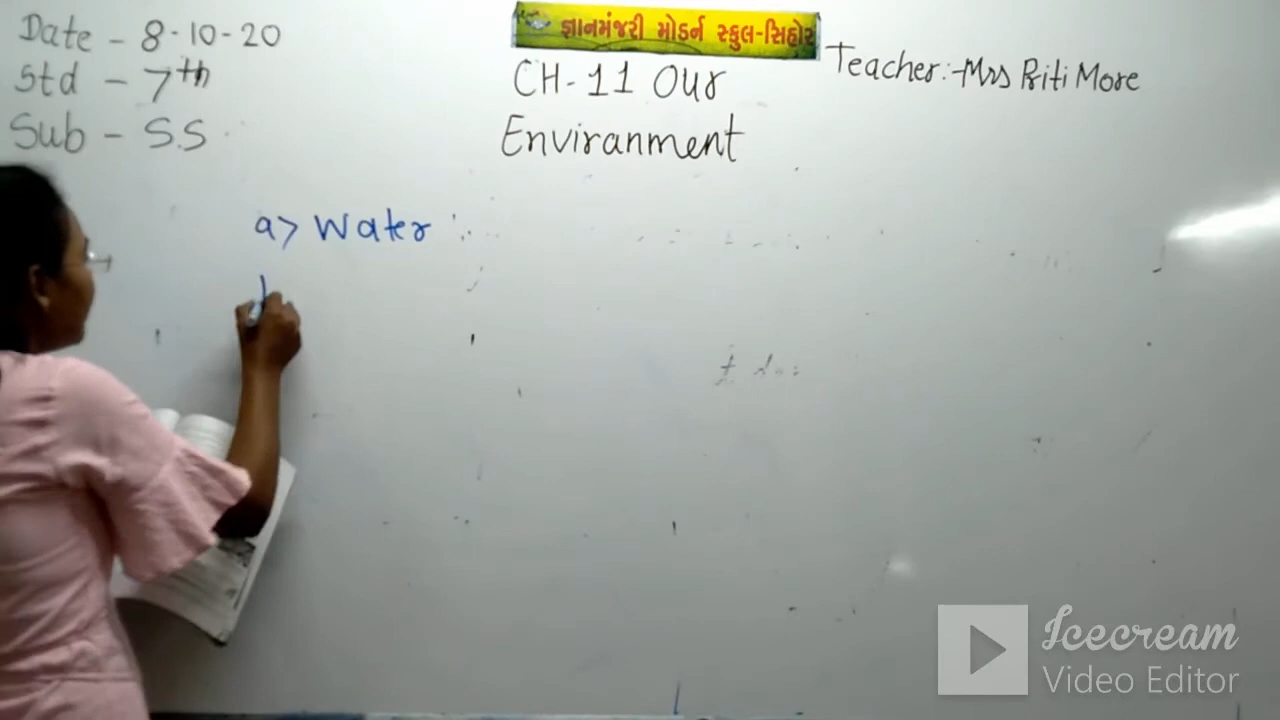 Date - 8-10-20
Std - 7th
Sub - S.S
જ્ઞાનમંજરી મોડર્ન સ્કુલ-સિહોર
CH-11 Our
Enviranment
Teacher:-Mrs Priti More
a> Water :
Icecream
Video Editor